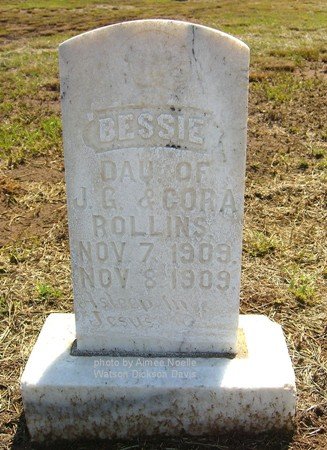 BESSIE
DAU OF
J.G. & CORA
ROLLINS
NOV. 7 1909.
NOV. 8 1909.
Asleep in
Jesus
photo by Aimee Noelle
Watson Dickson Davis